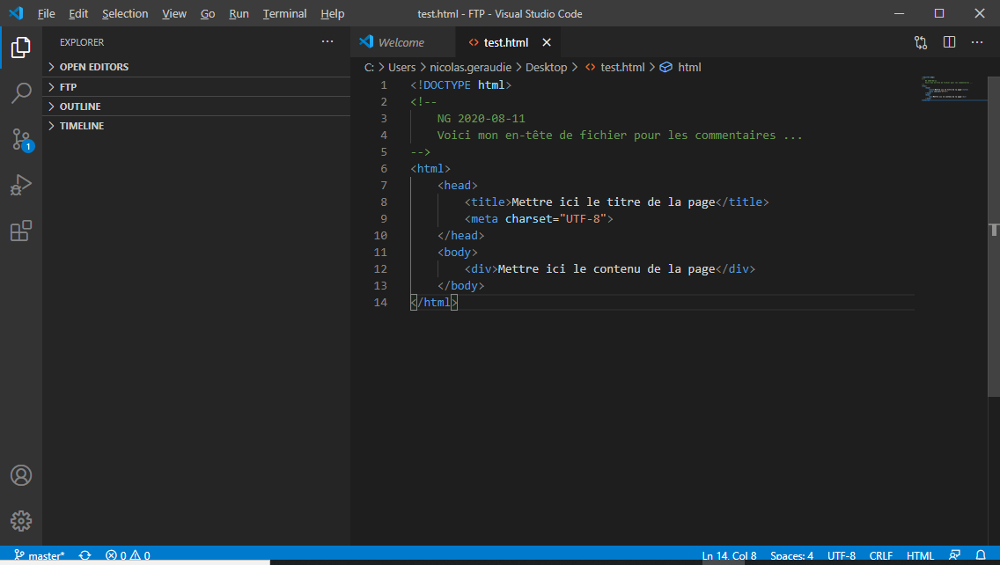 File Edit Selection View Go Run Terminal Help test.html - FTP - Visual Studio Code
EXPLORER
OPEN EDITORS
FTP
OUTLINE
TIMELINE
Welcome test.html
C: > Users > nicolas.geraudie > Desktop > test.html > html
1 <!DOCTYPE html>
2 <!--
3 NG 2020-08-11
4 Voici mon en-tête de fichier pour les commentaires ...
5 -->
6 <html>
7 <head>
8 <title>Mettre ici le titre de la page</title>
9 <meta charset="UTF-8">
10 </head>
11 <body>
12 <div>Mettre ici le contenu de la page</div>
13 </body>
14 </html>
1
master* 0 0 Ln 14, Col 8 Spaces: 4 UTF-8 CRLF HTML